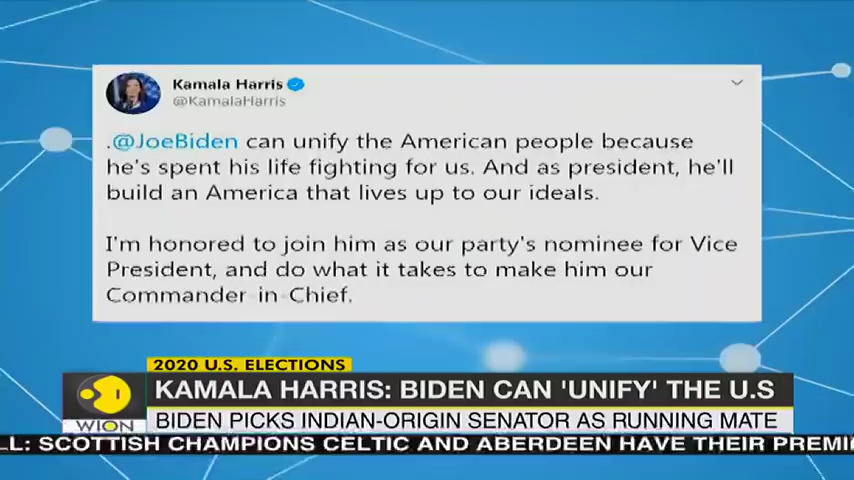 Kamala Harris
@KamalaHarris
.@JoeBiden can unify the American people because
he's spent his life fighting for us. And as president, he'll
build an America that lives up to our ideals.
I'm honored to join him as our party's nominee for Vice
President, and do what it takes to make him our
Commander in Chief.
2020 U.S. ELECTIONS
KAMALA HARRIS: BIDEN CAN 'UNIFY' THE U.S
BIDEN PICKS INDIAN-ORIGIN SENATOR AS RUNNING MATE
WION
LL: SCOTTISH CHAMPIONS CELTIC AND ABERDEEN HAVE THEIR PREMI